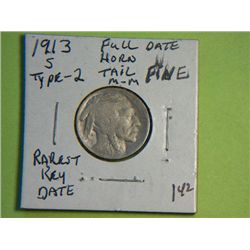 1913
S
TYPE-2
FULL DATE
HORN
TAIL
M-M
FINE
RAREST
KEY
DATE
142